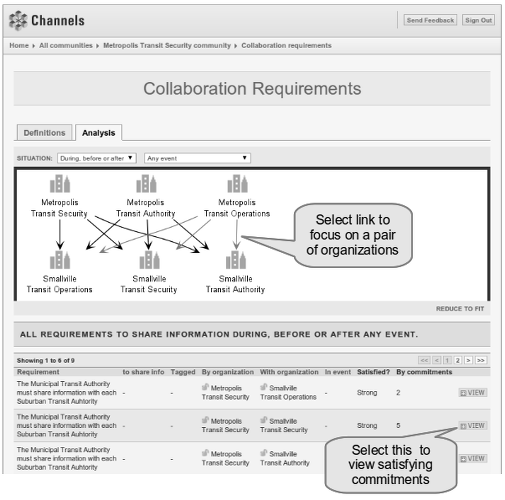 Channels
Send Feedback
Sign Out
Home ▸ All communities ▸ Metropolis Transit Security community ▸ Collaboration requirements
Collaboration Requirements
Definitions
Analysis
SITUATION:
During, before or after ▼
Any event ▼
Metropolis
Transit Security
Metropolis
Transit Authority
Metropolis
Transit Operations
Select link to
focus on a pair
of organizations
Smallville
Transit Operations
Smallville
Transit Security
Smallville
Transit Authority
REDUCE TO FIT
ALL REQUIREMENTS TO SHARE INFORMATION DURING, BEFORE OR AFTER ANY EVENT.
Showing 1 to 6 of 9
<< < 1 2 > >>
Requirement to share info Tagged By organization With organization In event Satisfied? By commitments
The Municipal Transit Authority
must share information with each
Suburban Transit Authority
-
-
Metropolis
Transit Security
Smallville
Transit Operations
-
Strong
2
VIEW
The Municipal Transit Authority
must share information with each
Suburban Transit Authority
-
-
Metropolis
Transit Security
Smallville
Transit Security
-
Strong
5
VIEW
The Municipal Transit Authority
must share information with each
Suburban Transit Authority
-
-
Metropolis
Transit Security
Smallville
Transit Authority
VIEW
Select this to
view satisfying
commitments